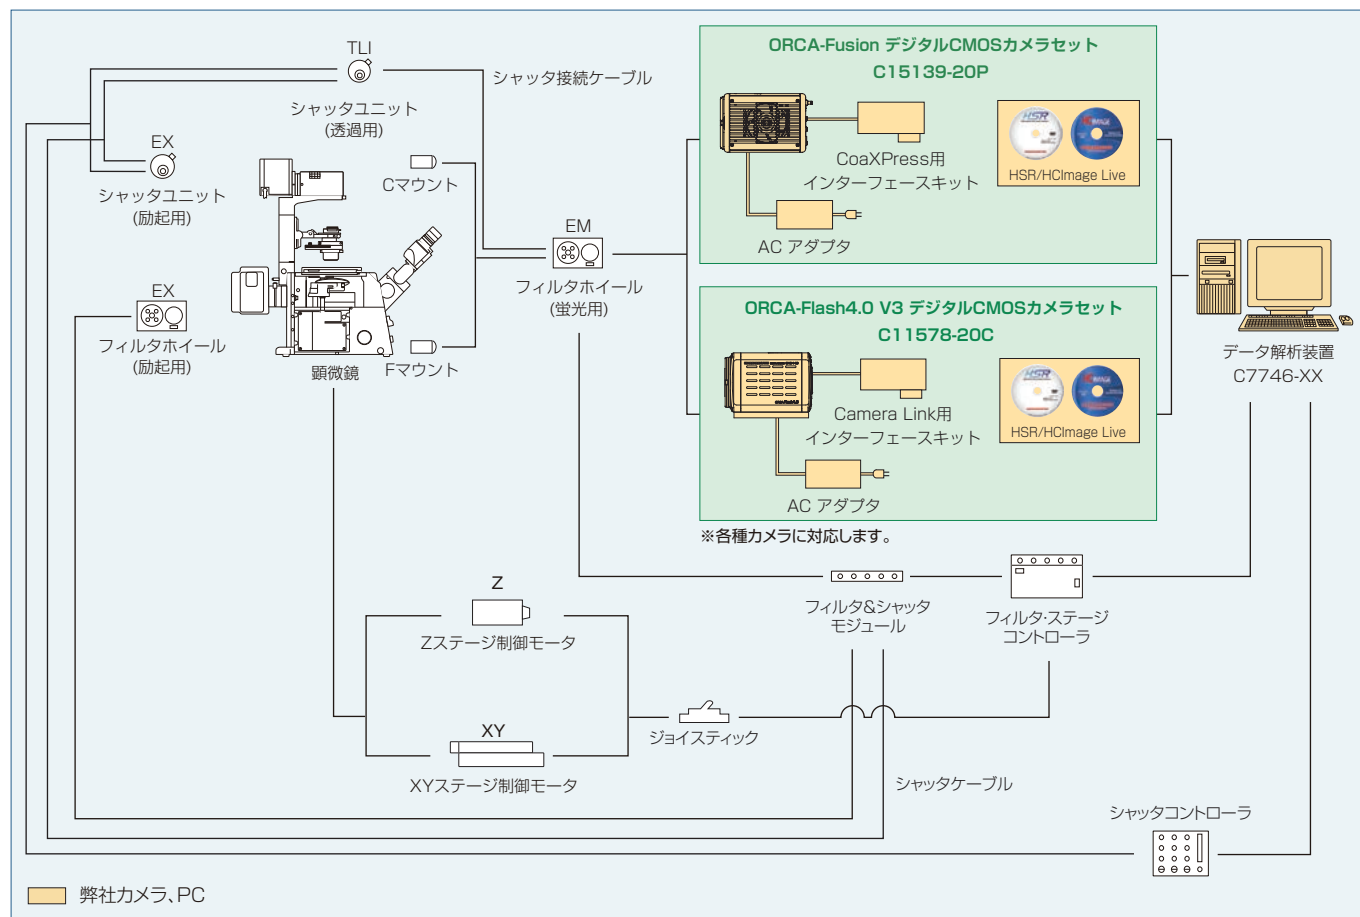 TLI
シャッタ接続ケーブル
シャッタユニット
(透過用)
EX
シャッタユニット
(励起用)
Cマウント
EX
フィルタホイール
(励起用)
顕微鏡
Fマウント
EM
フィルタホイール
(蛍光用)
ORCA-Fusion デジタルCMOSカメラセット
C15139-20P
CoaXPress用
インターフェースキット
AC アダプタ
HSR
HCIMAGE
HSR/HCImage Live
ORCA-Flash4.0 V3 デジタルCMOSカメラセット
C11578-20C
Camera Link用
インターフェースキット
AC アダプタ
HSR
HCIMAGE
HSR/HCImage Live
※各種カメラに対応します。
データ解析装置
C7746-XX
Z
Zステージ制御モータ
XY
XYステージ制御モータ
ジョイスティック
フィルタ&シャッタ
モジュール
フィルタ・ステージ
コントローラ
シャッタケーブル
シャッタコントローラ
弊社カメラ、PC